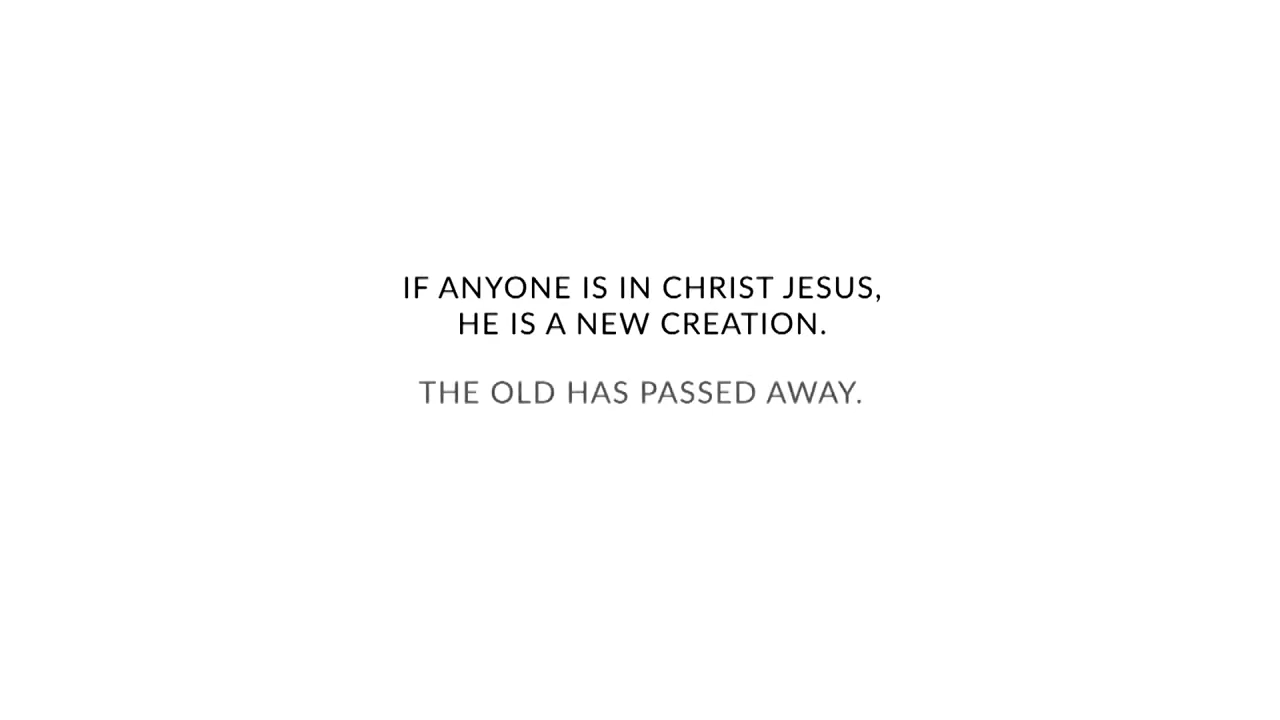 IF ANYONE IS IN CHRIST JESUS,
HE IS A NEW CREATION.
THE OLD HAS PASSED AWAY.